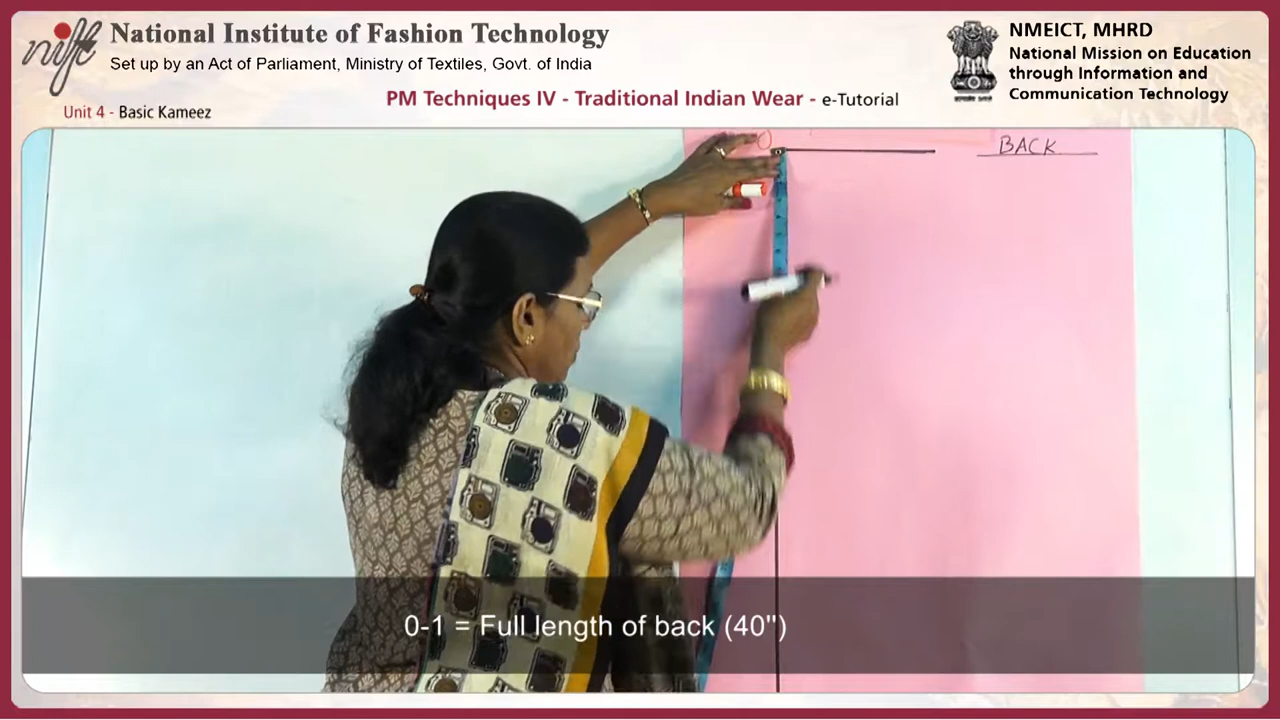 nift
National Institute of Fashion Technology
Set up by an Act of Parliament, Ministry of Textiles, Govt. of India
NMEICT, MHRD
National Mission on Education
through Information and
Communication Technology
Unit 4 - Basic Kameez
PM Techniques IV - Traditional Indian Wear - e-Tutorial
0
BACK
0-1 = Full length of back (40")